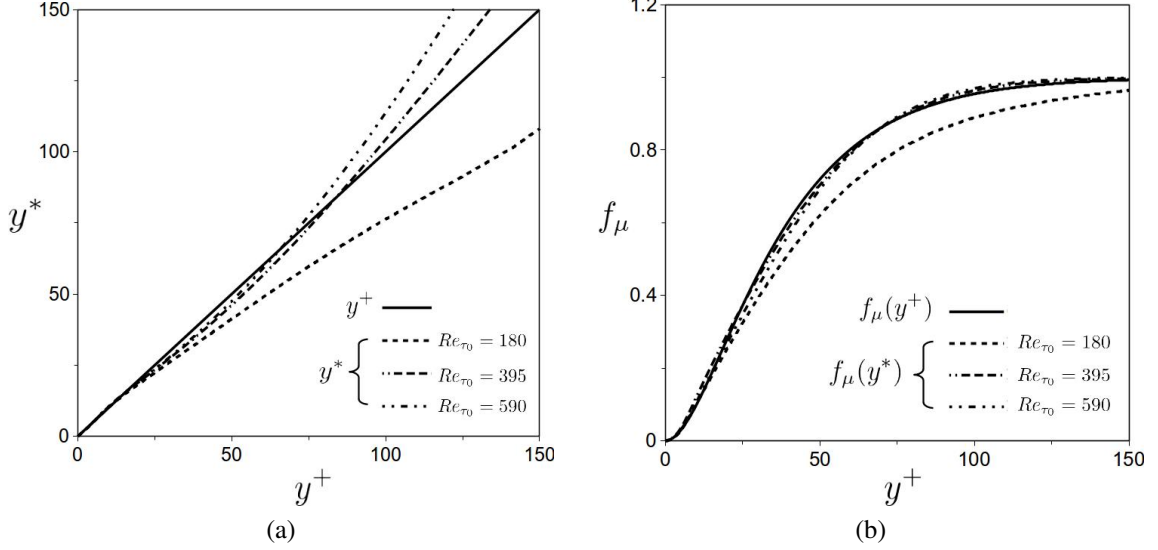 150
100
50
0
y*
0
50
100
150
y⁺
y⁺
y*
Re_{τ₀} = 180
Re_{τ₀} = 395
Re_{τ₀} = 590
(a)
1.2
0.8
0.4
0
f_μ
0
50
100
150
y⁺
f_μ(y⁺)
f_μ(y*)
Re_{τ₀} = 180
Re_{τ₀} = 395
Re_{τ₀} = 590
(b)